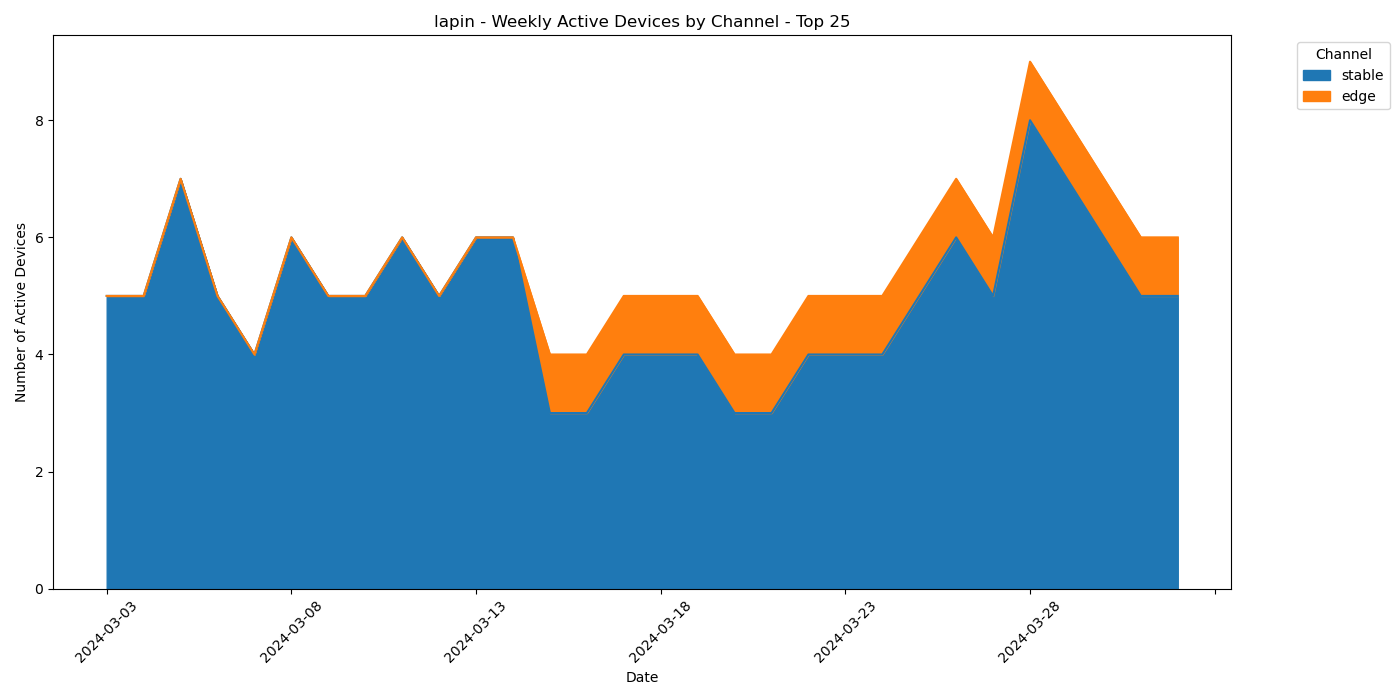 lapin - Weekly Active Devices by Channel - Top 25
Channel
stable
edge
Number of Active Devices
8
6
4
2
0
2024-03-03
2024-03-08
2024-03-13
2024-03-18
2024-03-23
2024-03-28
Date